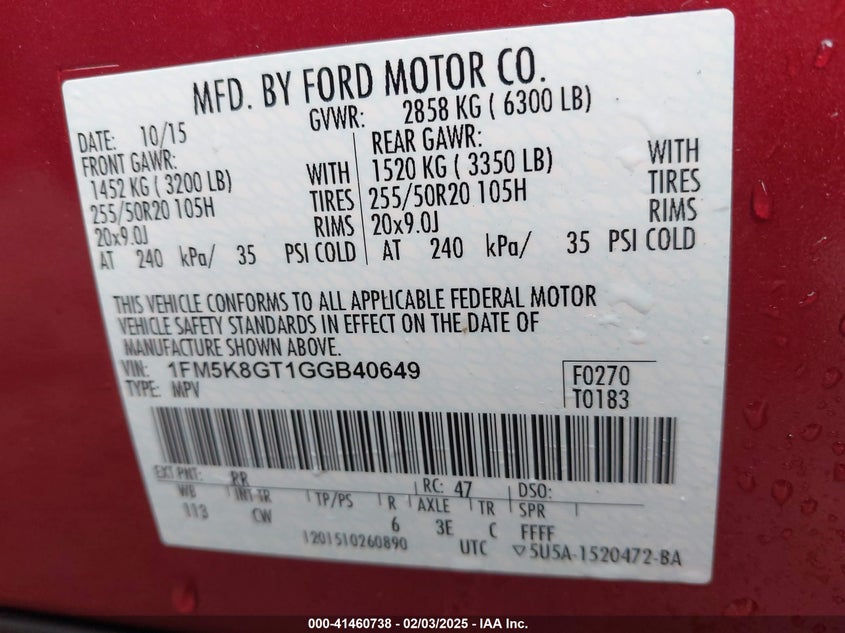 MFD. BY FORD MOTOR CO.
DATE: 10/15 GVWR: 2858 KG ( 6300 LB)
FRONT GAWR: REAR GAWR:
1452 KG ( 3200 LB) WITH 1520 KG ( 3350 LB) WITH
255/50R20 105H TIRES 255/50R20 105H TIRES
20x9.0J RIMS 20x9.0J RIMS
AT 240 kPa/ 35 PSI COLD AT 240 kPa/ 35 PSI COLD
THIS VEHICLE CONFORMS TO ALL APPLICABLE FEDERAL MOTOR
VEHICLE SAFETY STANDARDS IN EFFECT ON THE DATE OF
MANUFACTURE SHOWN ABOVE.
VIN: 1FM5K8GT1GGB40649 F0270
TYPE: MPV T0183
EXT PNT: RR RC: 47 DSO:
WB INT TR TP/PS R AXLE TR SPR
113 CW 6 3E C FFFF
1201510260890 UTC ▽5U5A-1520472-BA
000-41460738 - 02/03/2025 - IAA Inc.